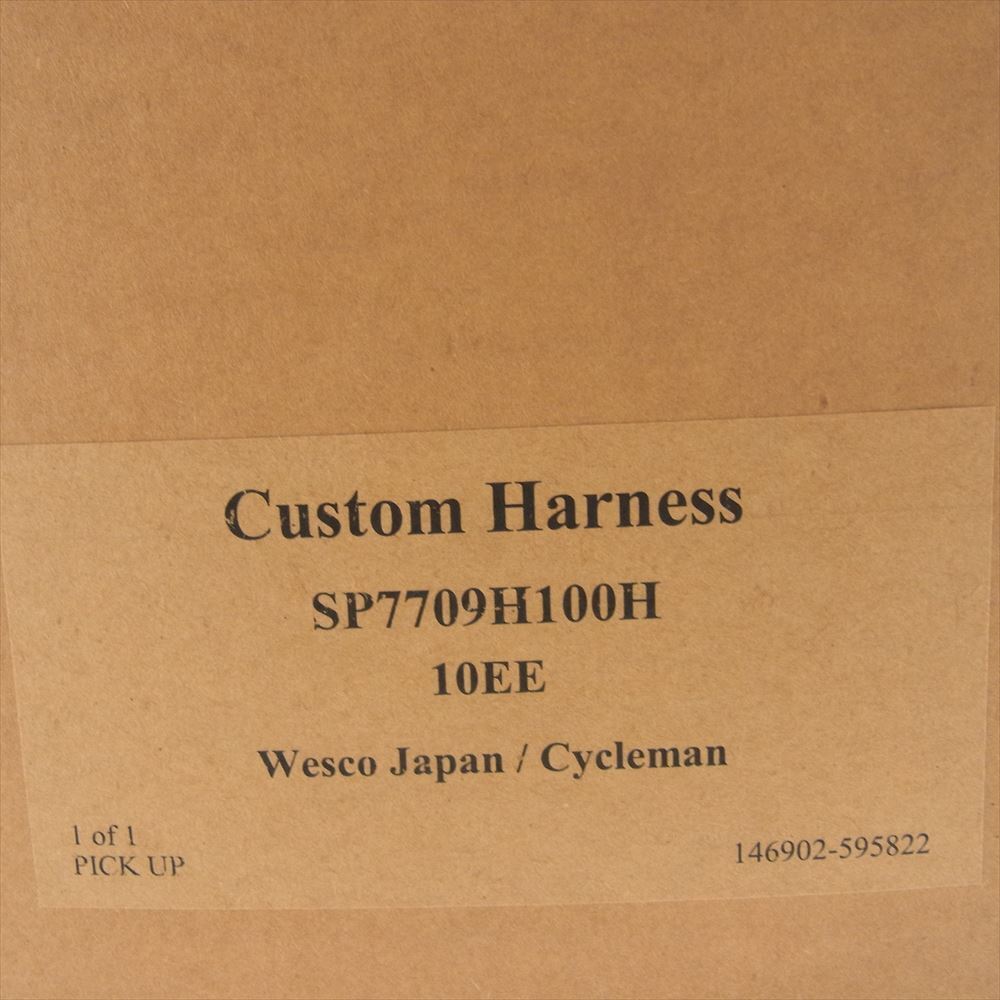 Custom Harness
SP7709H100H
10EE
Wesco Japan / Cycleman
1 of 1
PICK UP
146902-595822